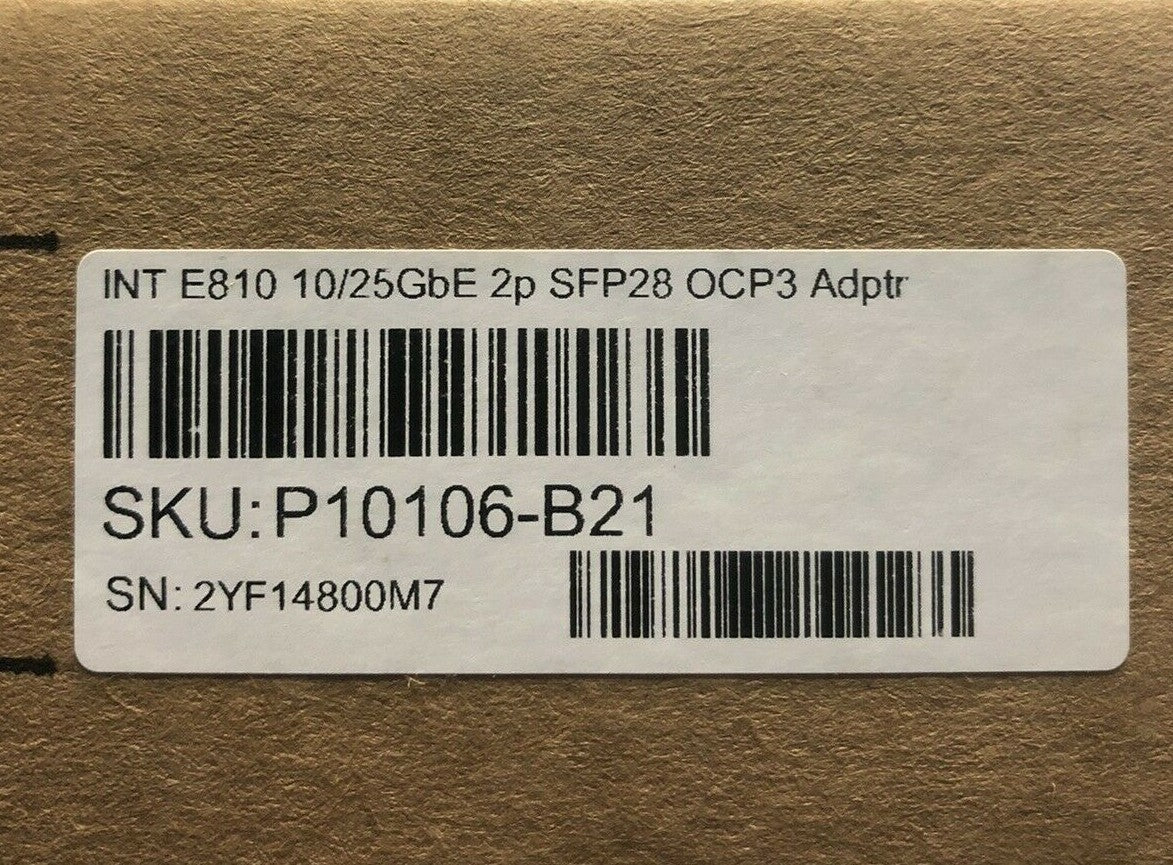 INT E810 10/25GbE 2p SFP28 OCP3 Adptr
SKU: P10106-B21
SN: 2YF14800M7